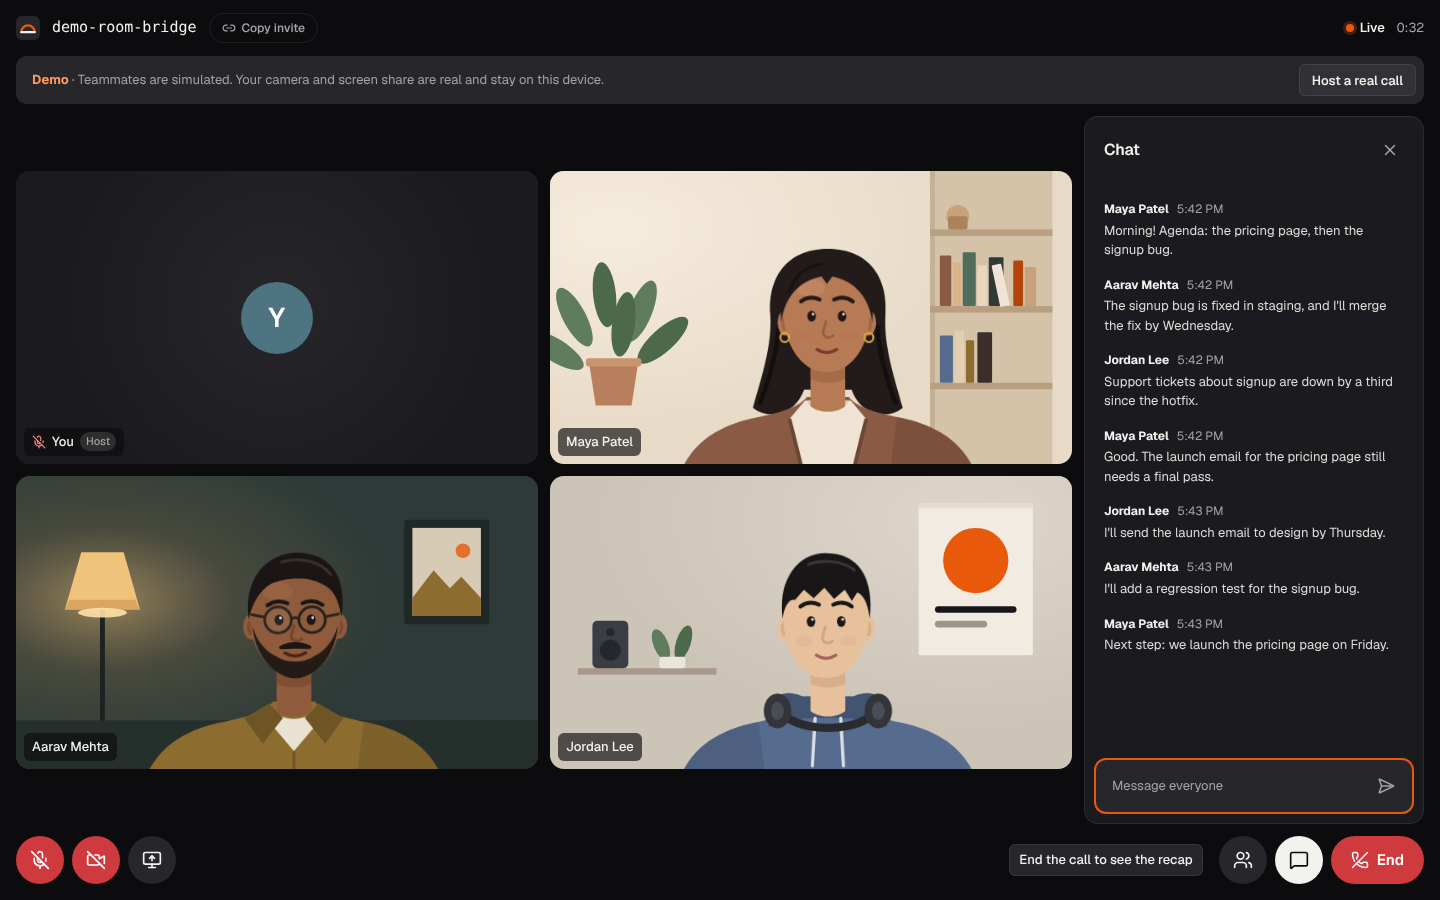 demo-room-bridge
Copy invite
Live 0:32
Demo · Teammates are simulated. Your camera and screen share are real and stay on this device.
Host a real call
Y
You Host
Maya Patel
Aarav Mehta
Jordan Lee
Chat
Maya Patel 5:42 PM
Morning! Agenda: the pricing page, then the
signup bug.
Aarav Mehta 5:42 PM
The signup bug is fixed in staging, and I'll merge
the fix by Wednesday.
Jordan Lee 5:42 PM
Support tickets about signup are down by a third
since the hotfix.
Maya Patel 5:42 PM
Good. The launch email for the pricing page still
needs a final pass.
Jordan Lee 5:43 PM
I'll send the launch email to design by Thursday.
Aarav Mehta 5:43 PM
I'll add a regression test for the signup bug.
Maya Patel 5:43 PM
Next step: we launch the pricing page on Friday.
Message everyone
End the call to see the recap
End